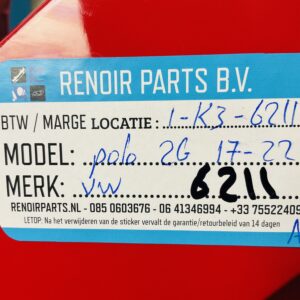 RENOIR PARTS B.V.
BTW / MARGE LOCATIE: 1-K3-6211
MODEL: polo 2G 17-22
MERK: vw 6211
RENOIRPARTS.NL - 085 0603676 - 06 41346994 - +33 75522409
LETOP: Na het verwijderen van de sticker vervalt de garantie/retourbeleid van 14 dagen
A